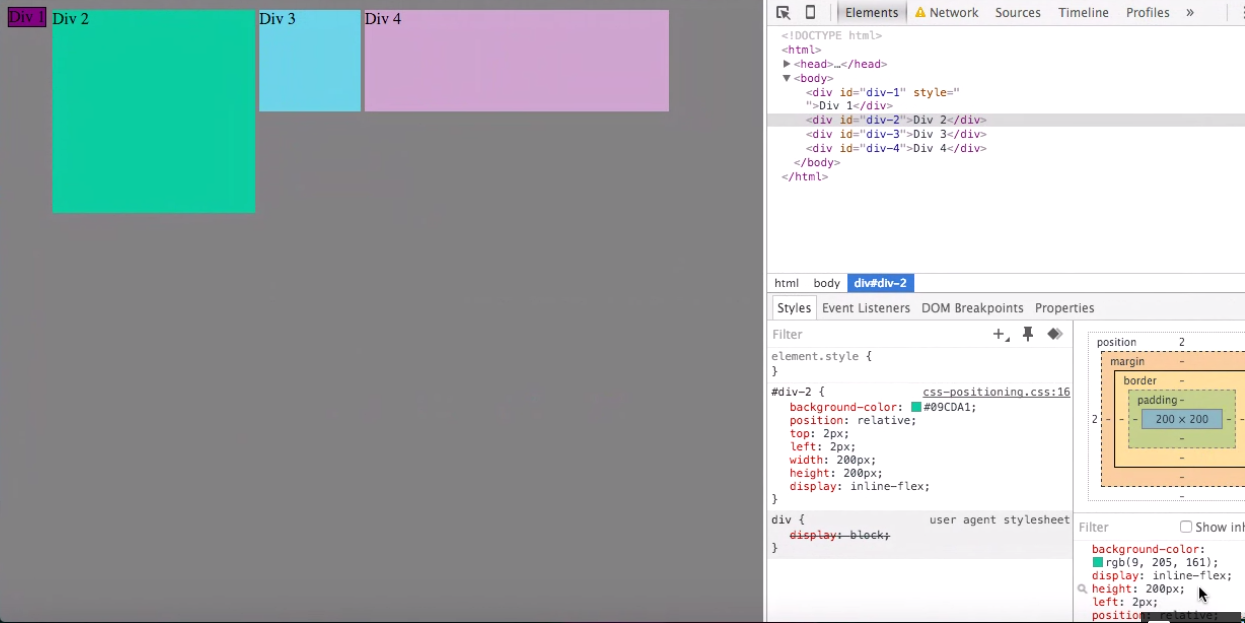 Div 1 Div 2 Div 3 Div 4
Elements Network Sources Timeline Profiles »
<!DOCTYPE html>
<html>
▶<head>…</head>
▼<body>
<div id="div-1" style="
">Div 1</div>
<div id="div-2">Div 2</div>
<div id="div-3">Div 3</div>
<div id="div-4">Div 4</div>
</body>
</html>
html body div#div-2
Styles Event Listeners DOM Breakpoints Properties
Filter
element.style {
}
#div-2 { css-positioning.css:16
background-color: #09CDA1;
position: relative;
top: 2px;
left: 2px;
width: 200px;
height: 200px;
display: inline-flex;
}
div { user agent stylesheet
display: block;
}
position 2
margin -
border -
padding -
2 - - - 200 × 200 - -
-
-
-
-
Filter Show inh
background-color:
rgb(9, 205, 161);
display: inline-flex;
height: 200px;
left: 2px;
position: relative;